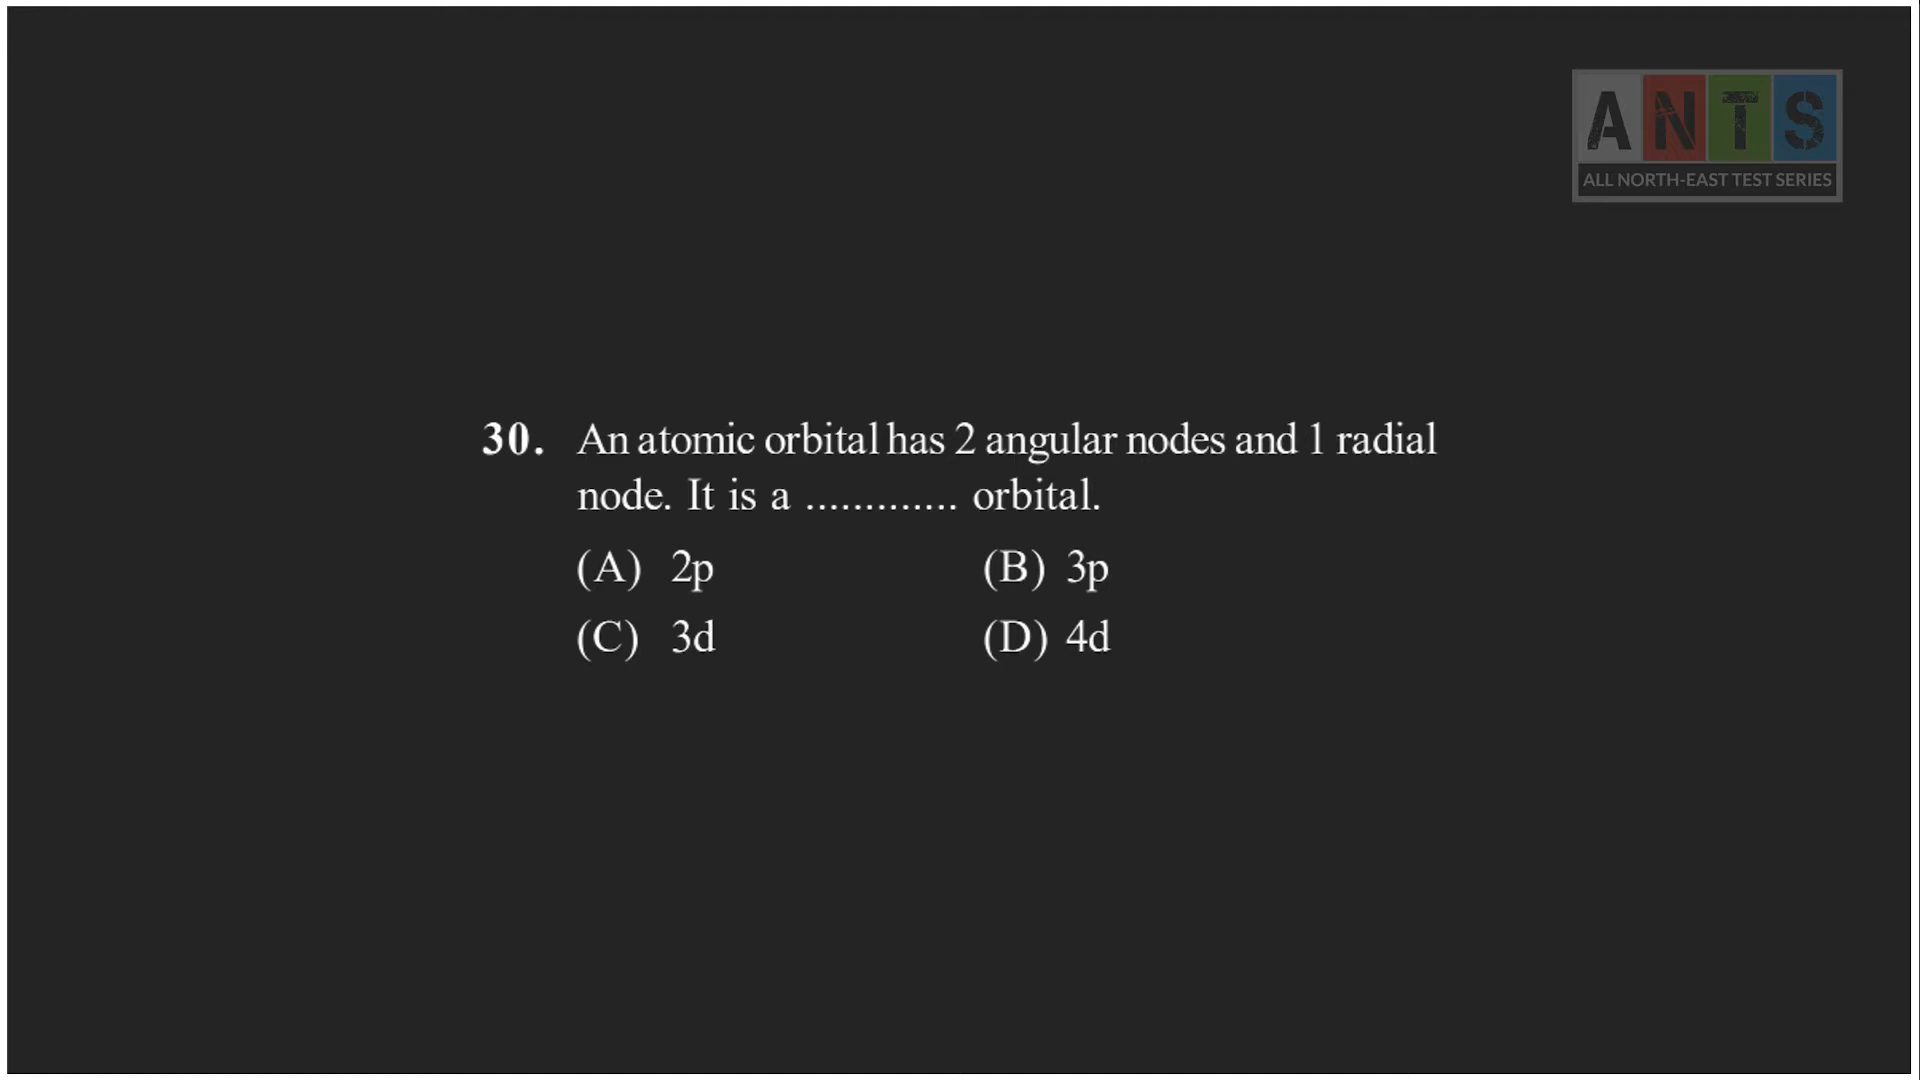 ANTS
ALL NORTH-EAST TEST SERIES
30. An atomic orbital has 2 angular nodes and 1 radial
node. It is a ............. orbital.
(A) 2p (B) 3p
(C) 3d (D) 4d